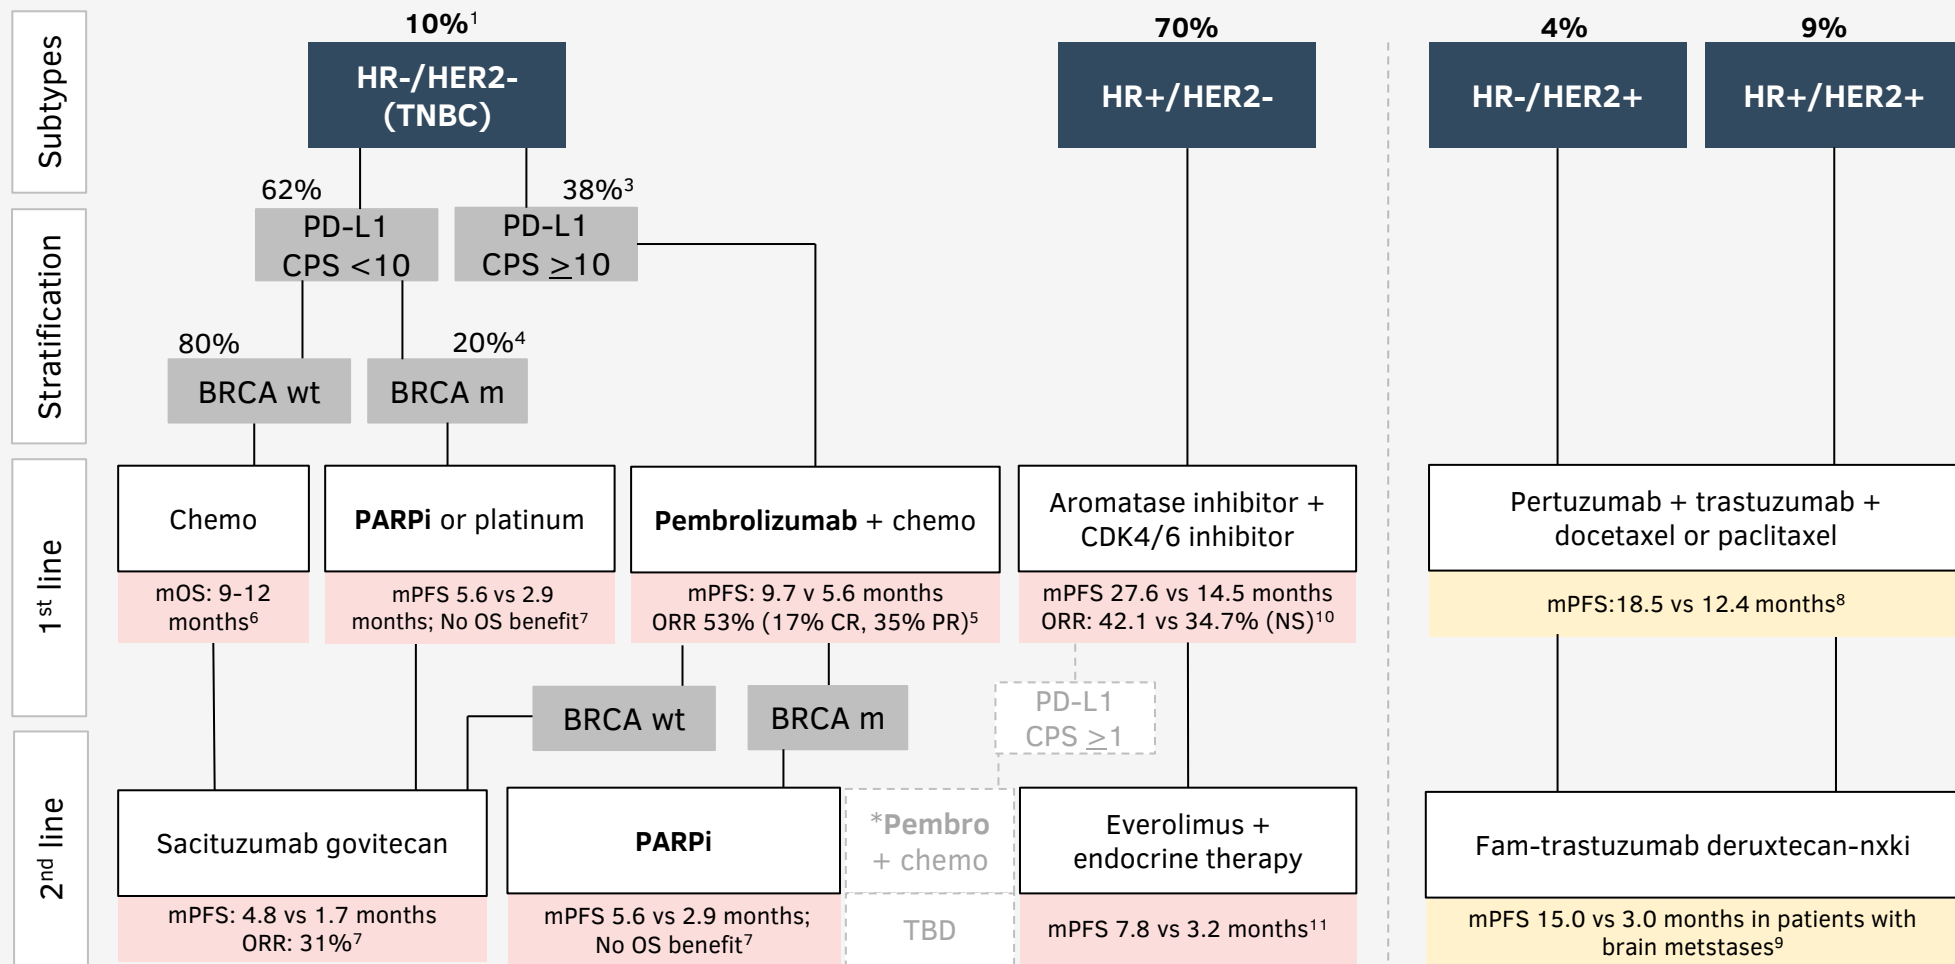 Subtypes
10%¹
HR-/HER2-
(TNBC)
70%
HR+/HER2-
4%
HR-/HER2+
9%
HR+/HER2+
Stratification
62%
PD-L1
CPS <10
38%³
PD-L1
CPS ≥10
80%
BRCA wt
20%⁴
BRCA m
1st line
Chemo
mOS: 9-12
months⁶
PARPi or platinum
mPFS 5.6 vs 2.9
months; No OS benefit⁷
Pembrolizumab + chemo
mPFS: 9.7 v 5.6 months
ORR 53% (17% CR, 35% PR)⁵
Aromatase inhibitor +
CDK4/6 inhibitor
mPFS 27.6 vs 14.5 months
ORR: 42.1 vs 34.7% (NS)¹⁰
Pertuzumab + trastuzumab +
docetaxel or paclitaxel
mPFS:18.5 vs 12.4 months⁸
BRCA wt
BRCA m
PD-L1
CPS ≥1
2nd line
Sacituzumab govitecan
mPFS: 4.8 vs 1.7 months
ORR: 31%⁷
PARPi
mPFS 5.6 vs 2.9 months;
No OS benefit⁷
*Pembro
+ chemo
TBD
Everolimus +
endocrine therapy
mPFS 7.8 vs 3.2 months¹¹
Fam-trastuzumab deruxtecan-nxki
mPFS 15.0 vs 3.0 months in patients with
brain metstases⁹